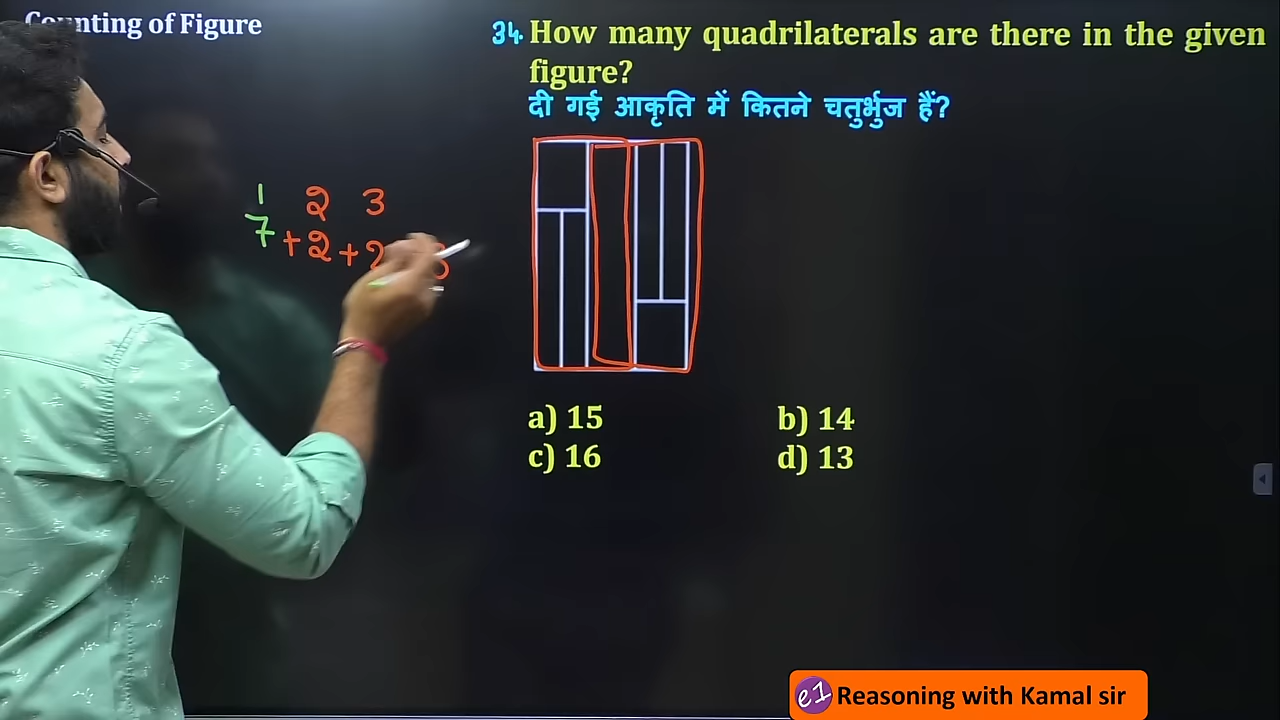 Counting of Figure
34. How many quadrilaterals are there in the given
figure?
दी गई आकृति में कितने चतुर्भुज हैं?
1 2 3
7 + 2 + 2
a) 15
b) 14
c) 16
d) 13
e1 Reasoning with Kamal sir